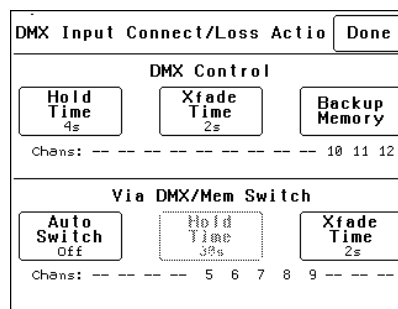 DMX Input Connect/Loss Actio Done
DMX Control
Hold Time 4s
Xfade Time 2s
Backup Memory
Chans: -- -- -- -- -- -- -- -- -- 10 11 12
Via DMX/Mem Switch
Auto Switch Off
Hold Time 30s
Xfade Time 2s
Chans: -- -- -- -- 5 6 7 8 9 -- -- --